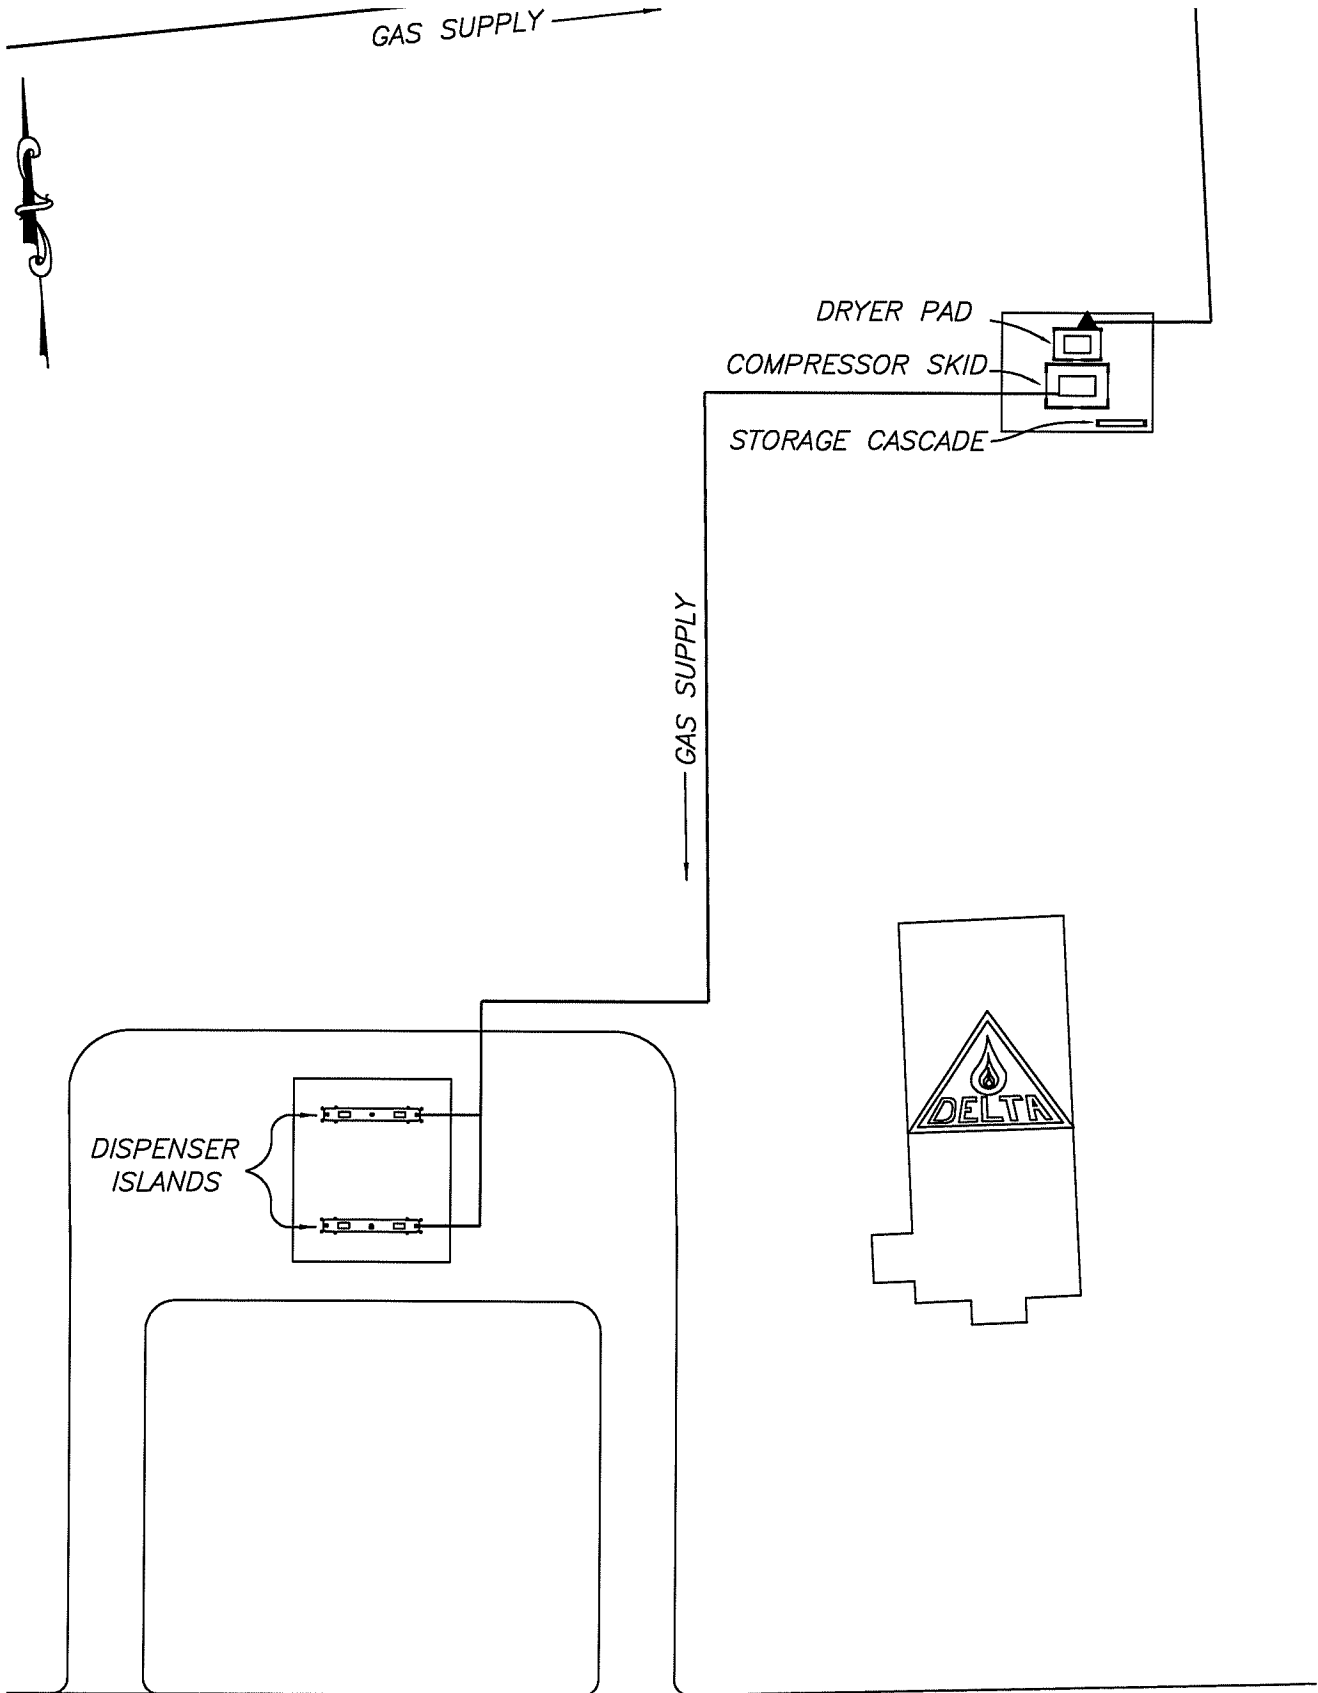 GAS SUPPLY
DRYER PAD
COMPRESSOR SKID
STORAGE CASCADE
GAS SUPPLY
DELTA
DISPENSER
ISLANDS